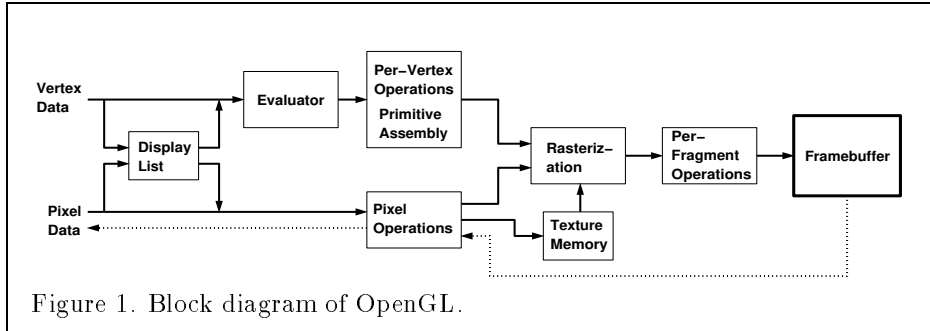 Vertex
Data
Evaluator
Per-Vertex
Operations
Primitive
Assembly
Display
List
Rasteriz-
ation
Per-
Fragment
Operations
Framebuffer
Pixel
Data
Pixel
Operations
Texture
Memory
Figure 1. Block diagram of OpenGL.